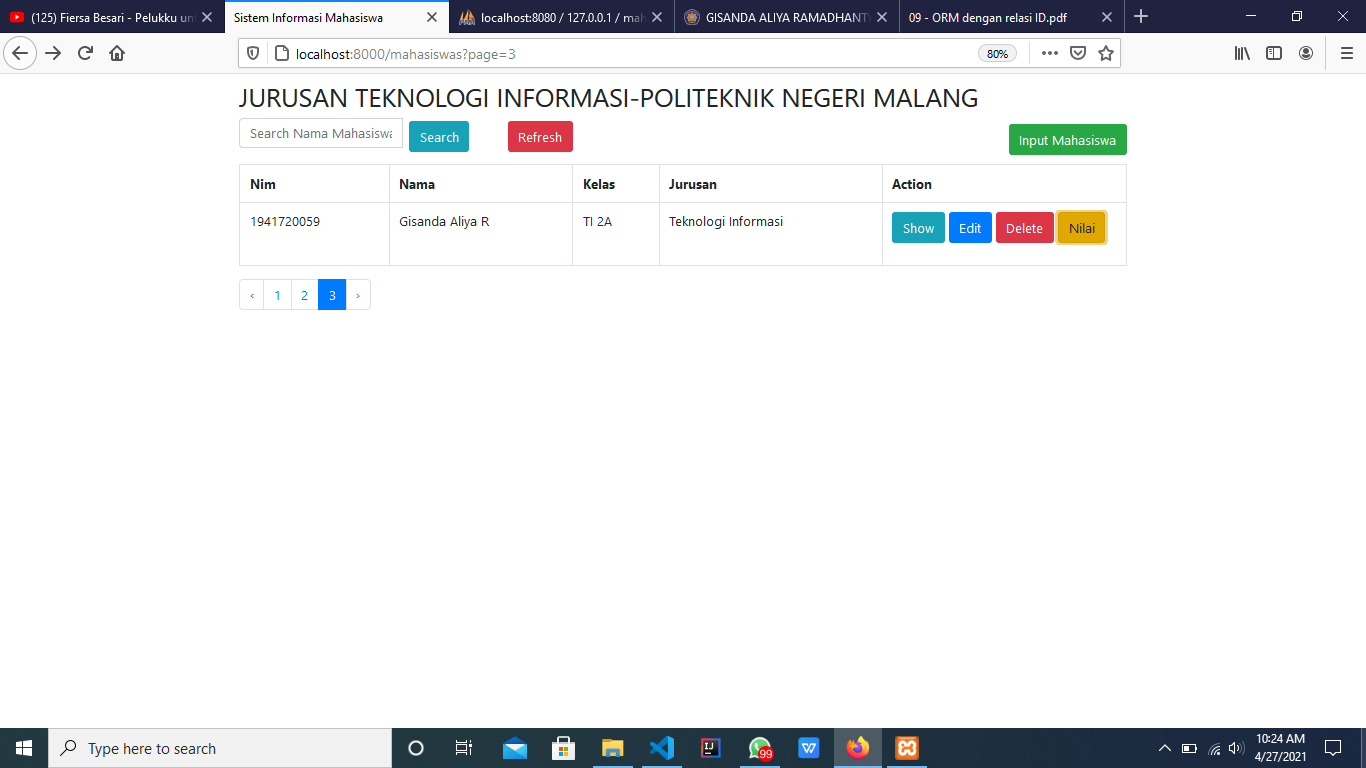 (125) Fiersa Besari - Pelukku un
Sistem Informasi Mahasiswa
localhost:8080 / 127.0.0.1 / mah
GISANDA ALIYA RAMADHANTY
09 - ORM dengan relasi ID.pdf
localhost:8000/mahasiswas?page=3
80%
JURUSAN TEKNOLOGI INFORMASI-POLITEKNIK NEGERI MALANG
Search Nama Mahasiswa
Search
Refresh
Input Mahasiswa
Nim Nama Kelas Jurusan Action
1941720059 Gisanda Aliya R TI 2A Teknologi Informasi Show Edit Delete Nilai
‹ 1 2 3 ›
Type here to search
99
10:24 AM
4/27/2021